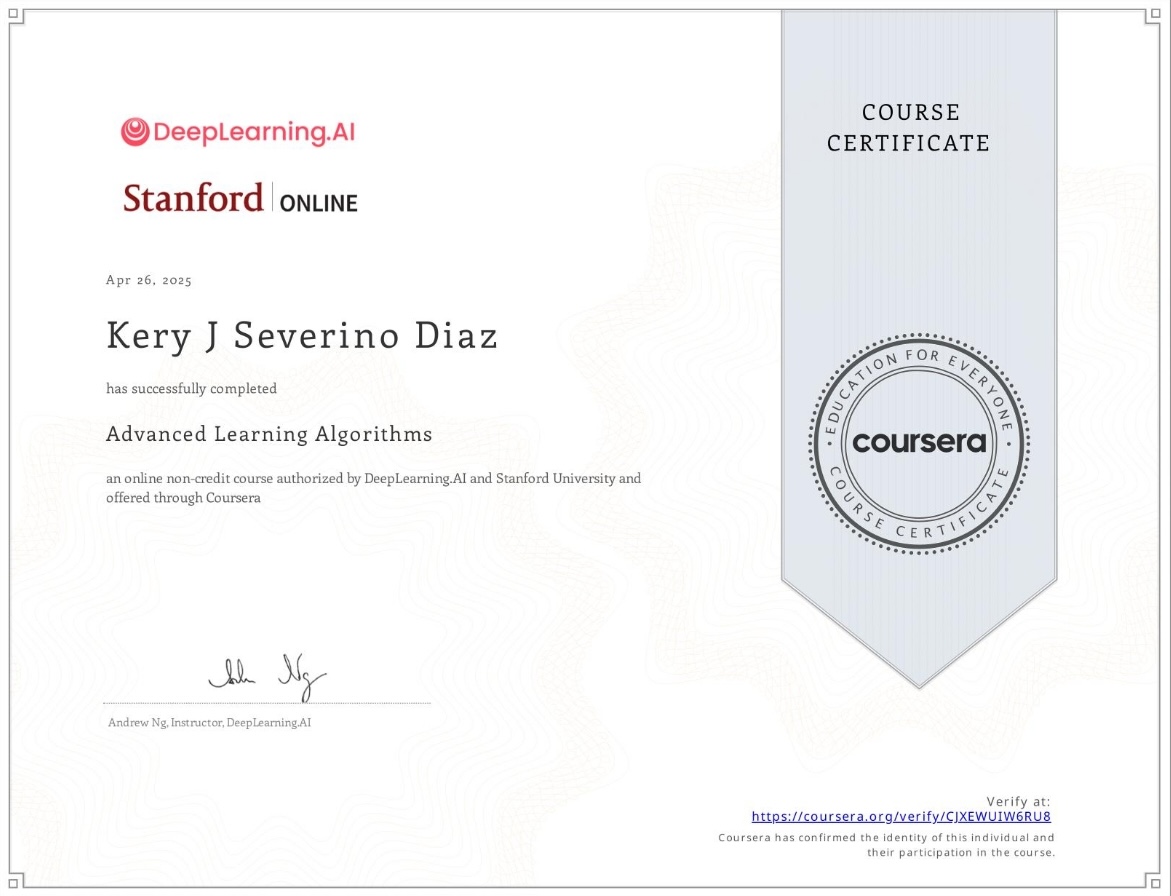 DeepLearning.AI
Stanford | ONLINE
Apr 26, 2025
Kery J Severino Diaz
has successfully completed
Advanced Learning Algorithms
an online non-credit course authorized by DeepLearning.AI and Stanford University and
offered through Coursera
Andrew Ng, Instructor, DeepLearning.AI
COURSE
CERTIFICATE
EDUCATION FOR EVERYONE
coursera
COURSE CERTIFICATE
Verify at:
https://coursera.org/verify/CJXEWUIW6RU8
Coursera has confirmed the identity of this individual and
their participation in the course.